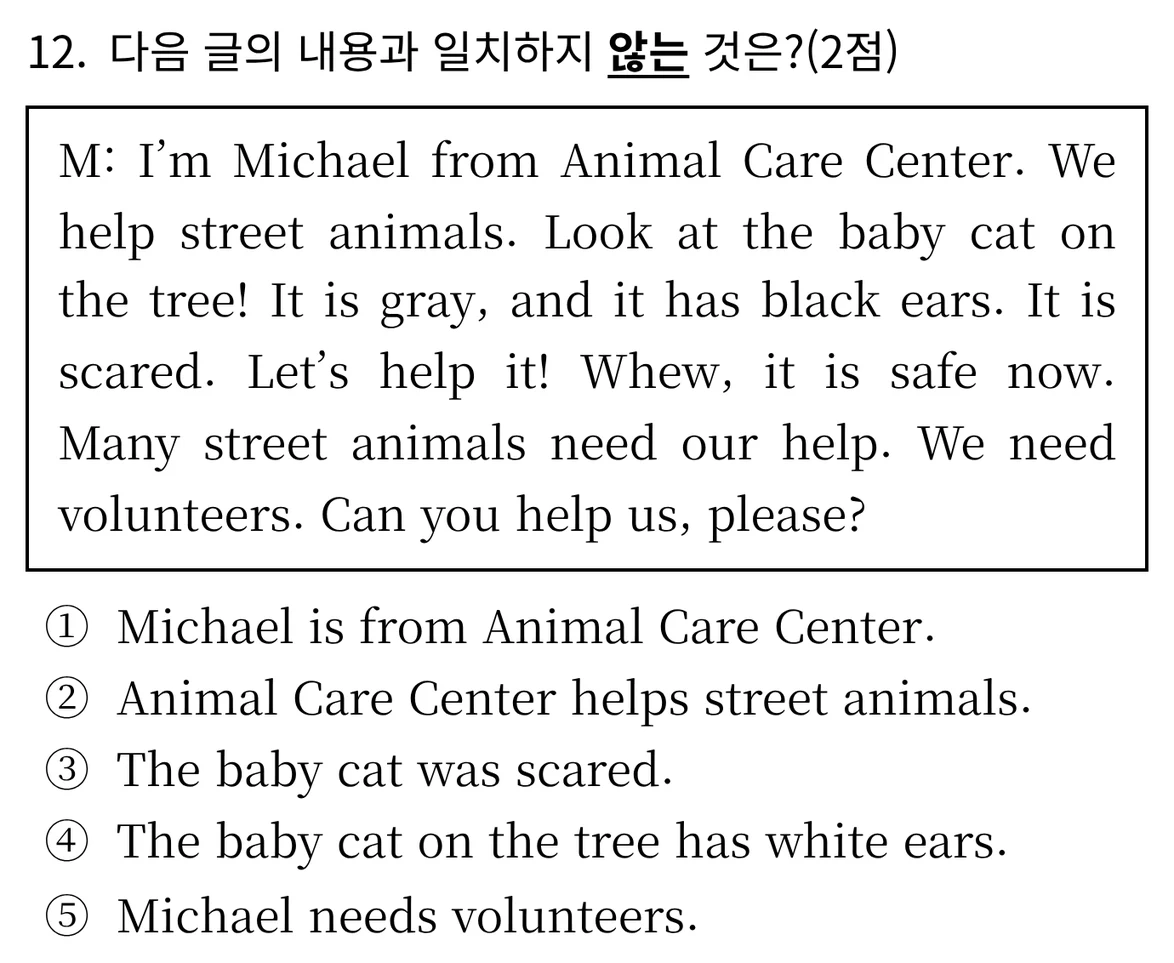 12. 다음 글의 내용과 일치하지 않는 것은?(2점)
M: I’m Michael from Animal Care Center. We
help street animals. Look at the baby cat on
the tree! It is gray, and it has black ears. It is
scared. Let’s help it! Whew, it is safe now.
Many street animals need our help. We need
volunteers. Can you help us, please?
① Michael is from Animal Care Center.
② Animal Care Center helps street animals.
③ The baby cat was scared.
④ The baby cat on the tree has white ears.
⑤ Michael needs volunteers.